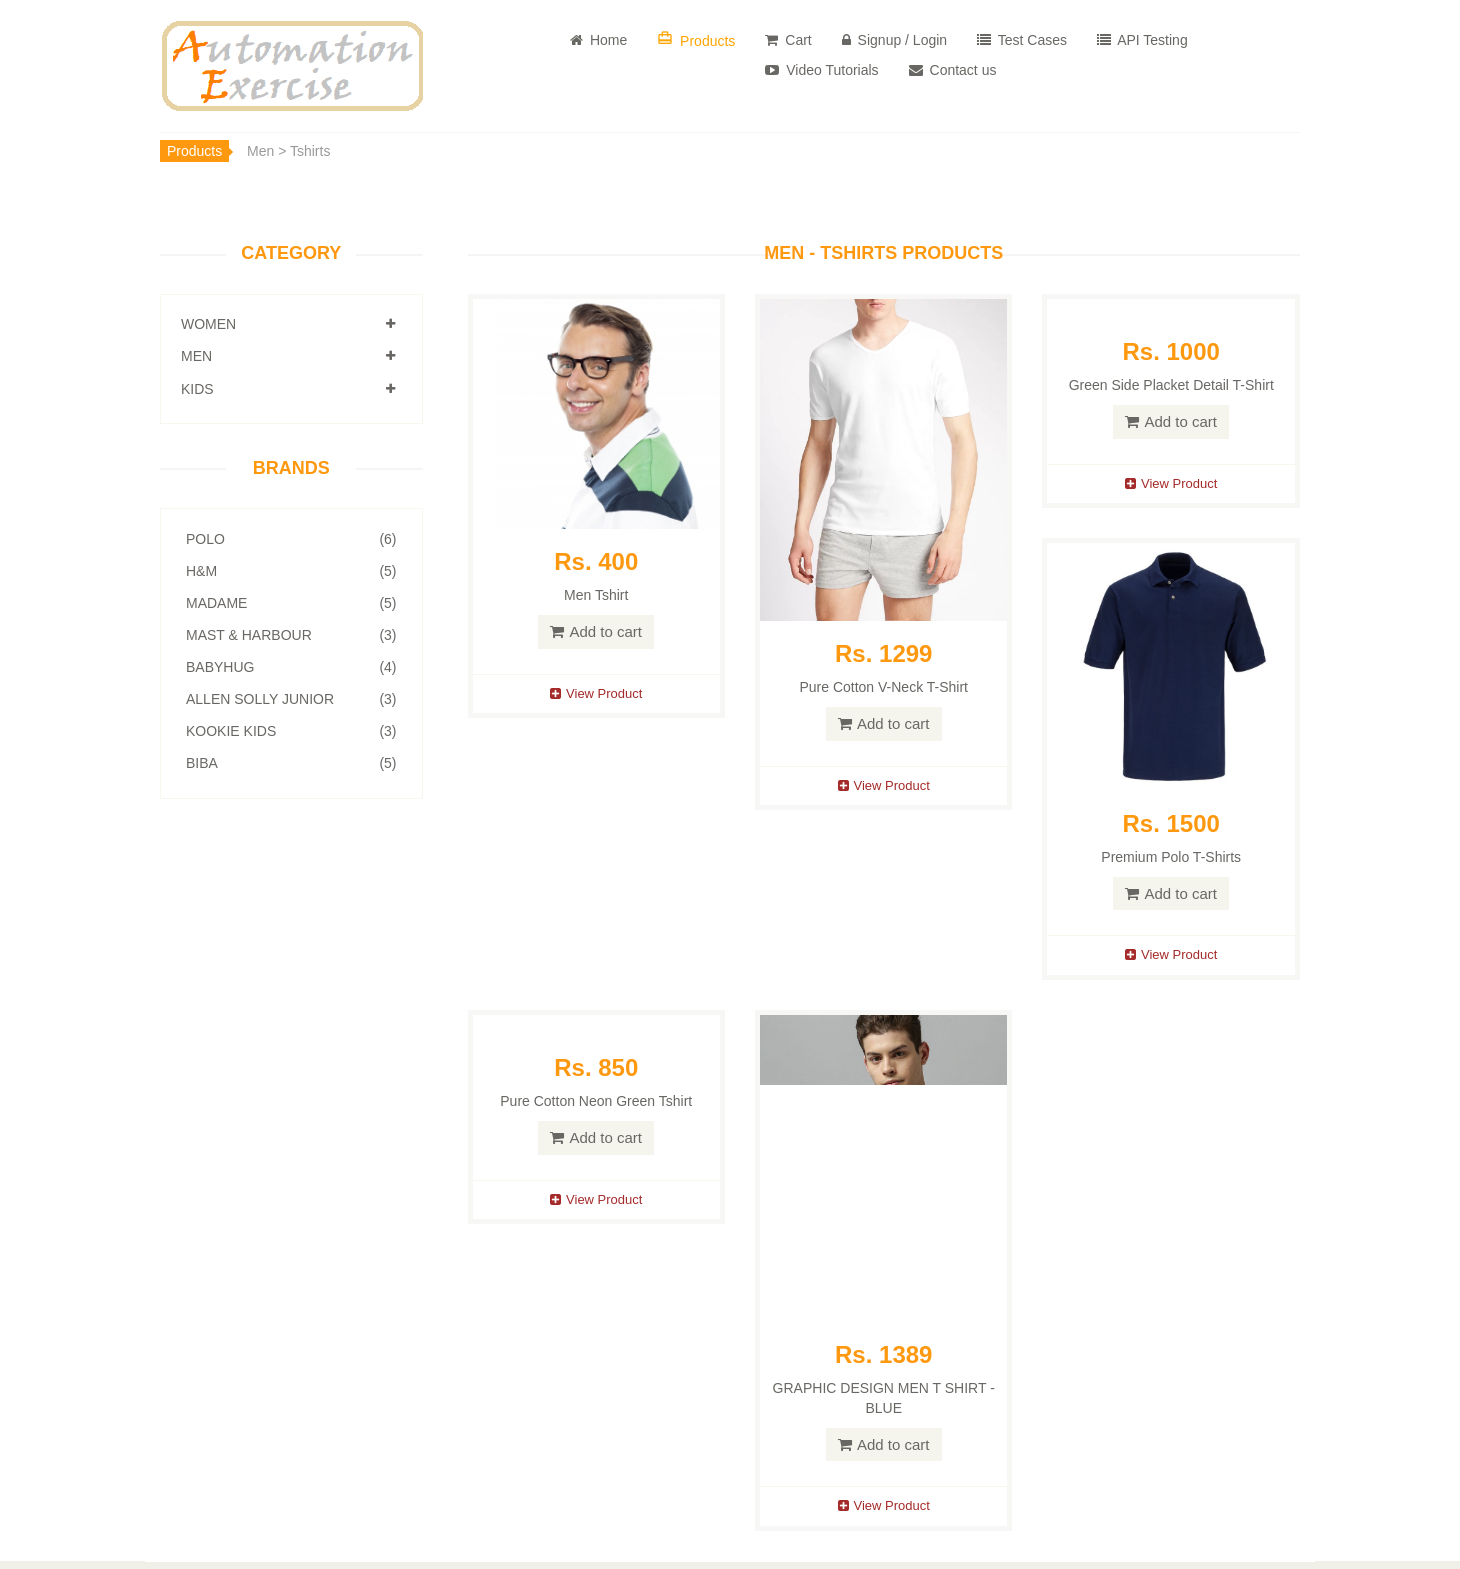 Automation
Exercise
Home
Products
Cart
Signup / Login
Test Cases
API Testing
Video Tutorials
Contact us
Products
Men > Tshirts
CATEGORY
WOMEN
MEN
KIDS
BRANDS
POLO (6)
H&M (5)
MADAME (5)
MAST & HARBOUR (3)
BABYHUG (4)
ALLEN SOLLY JUNIOR (3)
KOOKIE KIDS (3)
BIBA (5)
MEN - TSHIRTS PRODUCTS
Rs. 400
Men Tshirt
Add to cart
View Product
Rs. 1299
Pure Cotton V-Neck T-Shirt
Add to cart
View Product
Rs. 1000
Green Side Placket Detail T-Shirt
Add to cart
View Product
Rs. 1500
Premium Polo T-Shirts
Add to cart
View Product
Rs. 850
Pure Cotton Neon Green Tshirt
Add to cart
View Product
Rs. 1389
GRAPHIC DESIGN MEN T SHIRT -
BLUE
Add to cart
View Product